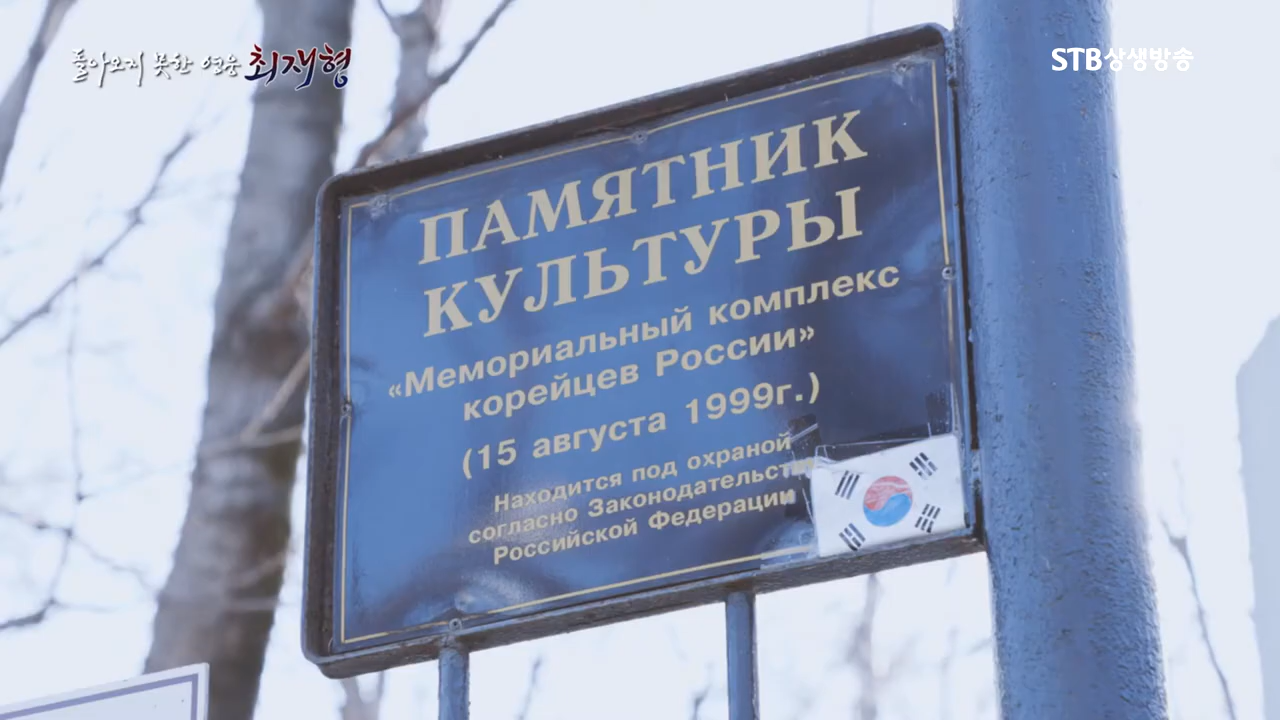 돌아오지 못한 영웅 최재형
STB상생방송
ПАМЯТНИК
КУЛЬТУРЫ
«Мемориальный комплекс
корейцев России»
(15 августа 1999г.)
Находится под охраной
согласно Законодательств
Российской Федерации